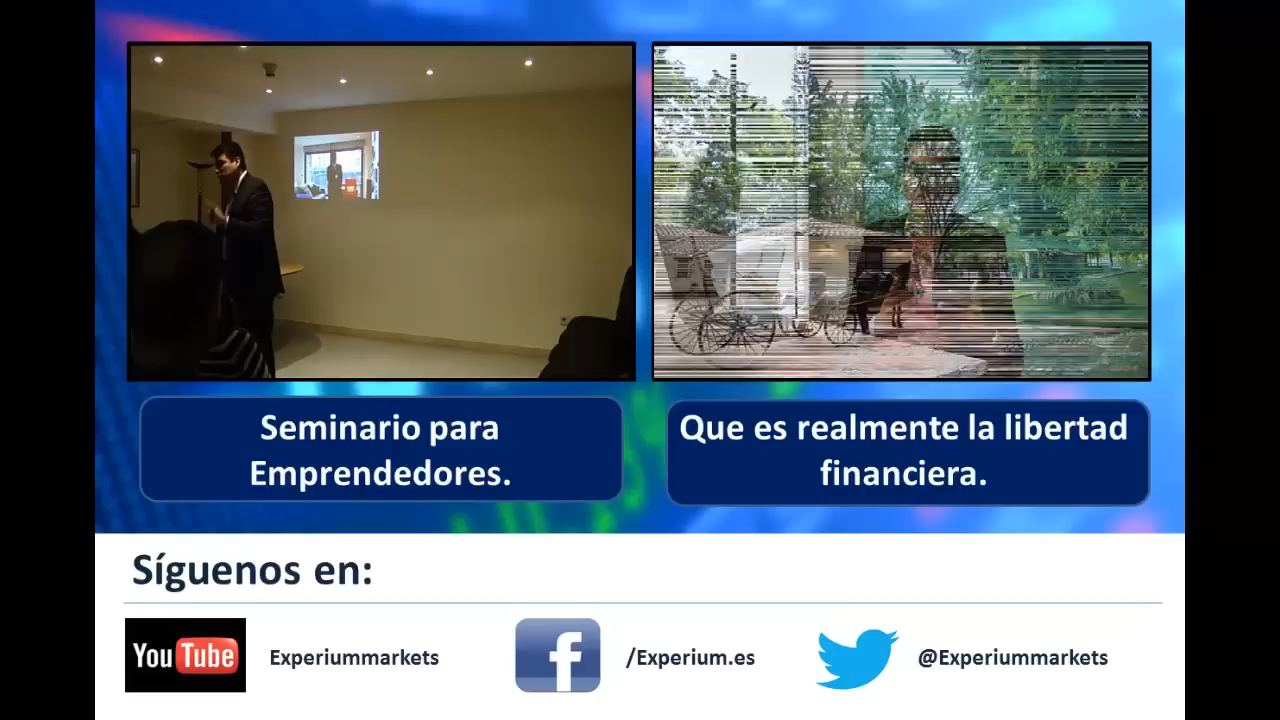 Seminario para
Emprendedores.
Que es realmente la libertad
financiera.
Síguenos en:
YouTube
Experiummarkets
f
/Experium.es
@Experiummarkets